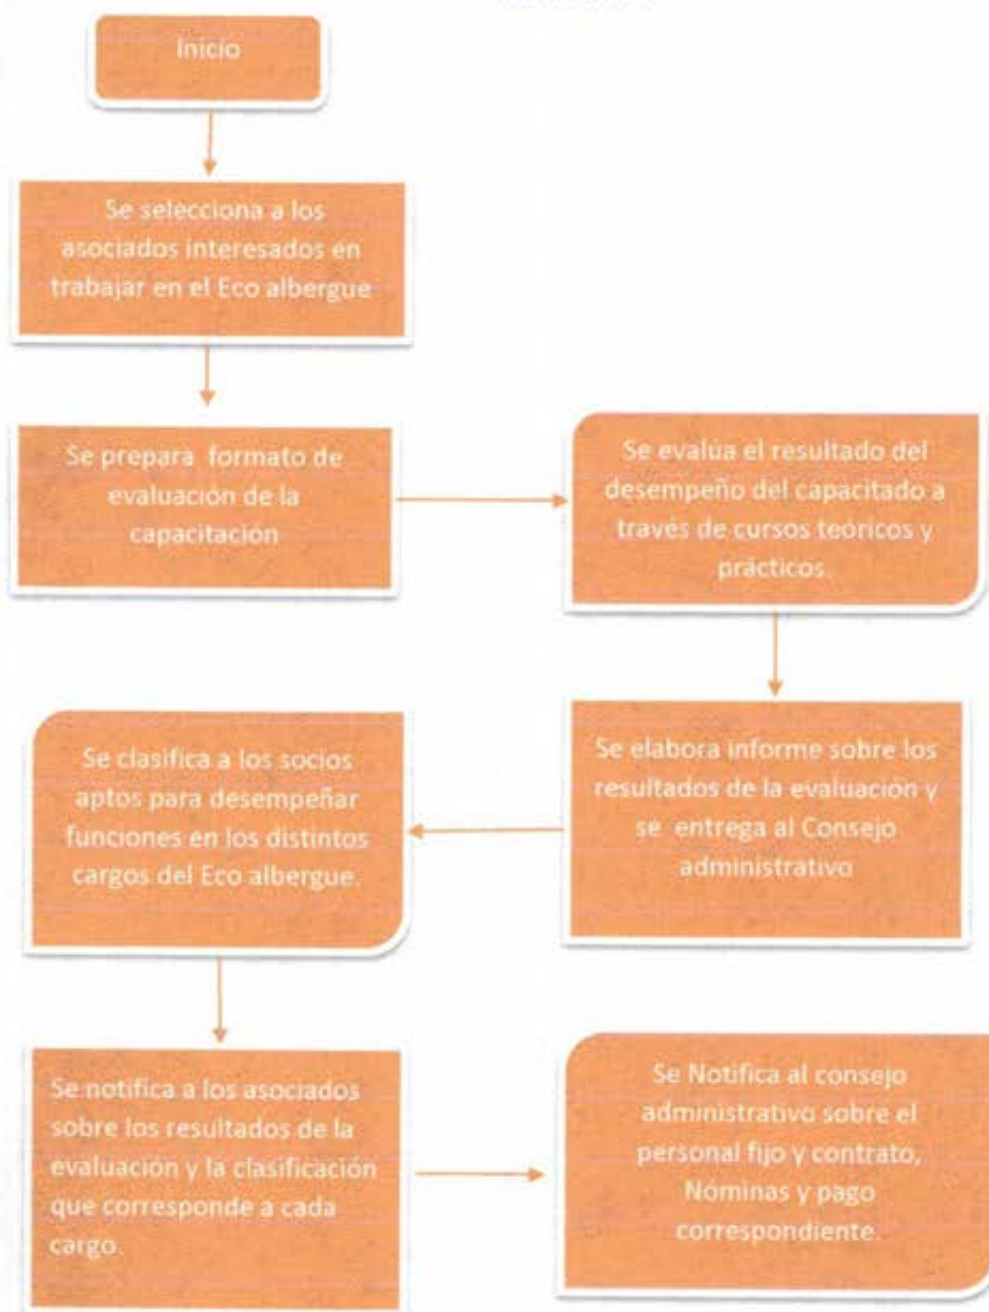 Inicio
Se selecciona a los
asociados interesados en
trabajar en el Eco albergue
Se prepara formato de
evaluación de la
capacitación
Se evalúa el resultado del
desempeño del capacitado a
través de cursos teóricos y
prácticos.
Se elabora informe sobre los
resultados de la evaluación y
se entrega al Consejo
administrativo
Se clasifica a los socios
aptos para desempeñar
funciones en los distintos
cargos del Eco albergue.
Se notifica a los asociados
sobre los resultados de la
evaluación y la clasificación
que corresponde a cada
cargo.
Se Notifica al consejo
administrativo sobre el
personal fijo y contrato,
Nóminas y pago
correspondiente.